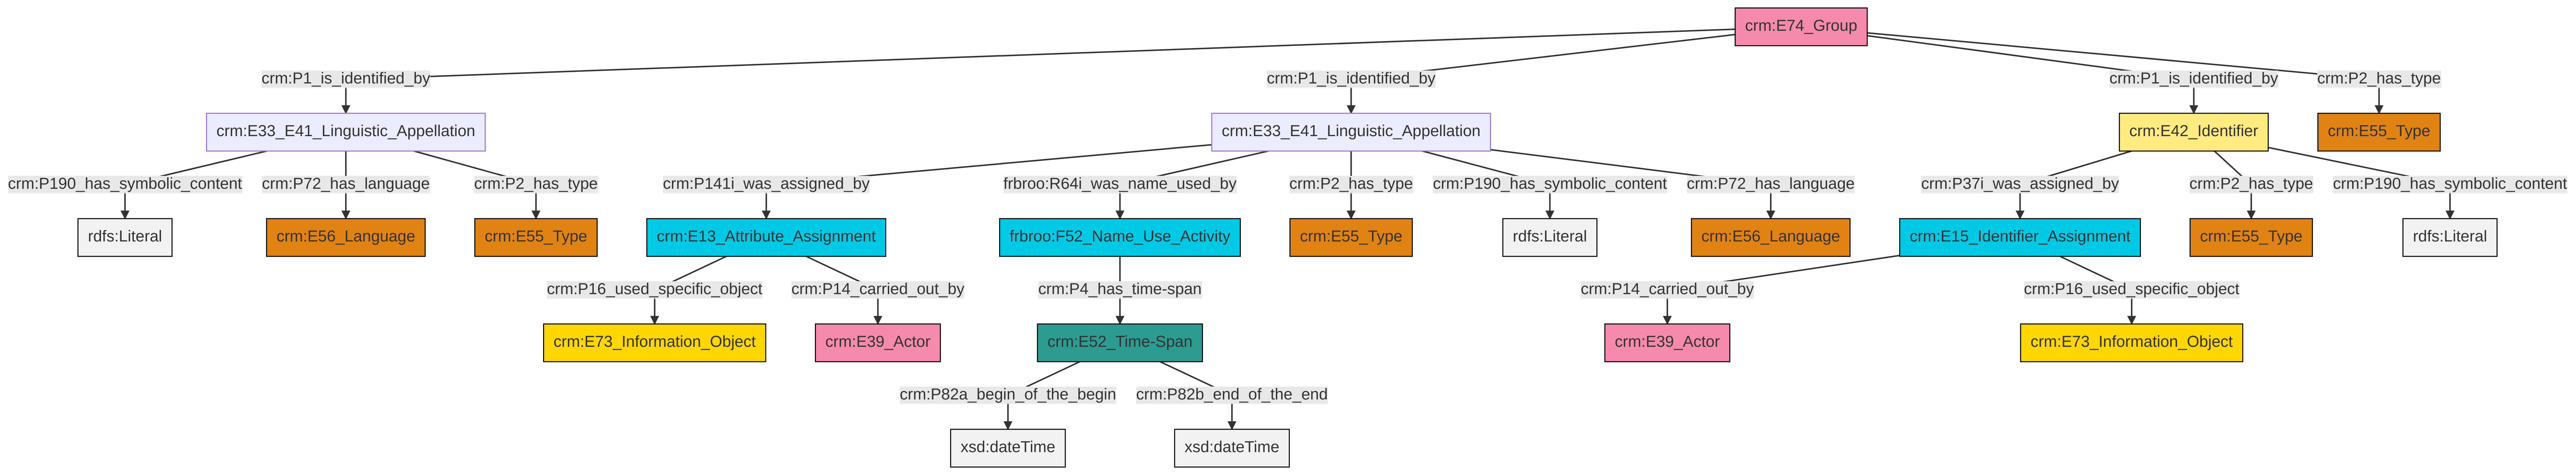 crm:E74_Group
crm:P1_is_identified_by
crm:P1_is_identified_by
crm:P1_is_identified_by
crm:P2_has_type
crm:E33_E41_Linguistic_Appellation
crm:E33_E41_Linguistic_Appellation
crm:E42_Identifier
crm:E55_Type
crm:P190_has_symbolic_content
crm:P72_has_language
crm:P2_has_type
crm:P141i_was_assigned_by
frbroo:R64i_was_name_used_by
crm:P2_has_type
crm:P190_has_symbolic_content
crm:P72_has_language
crm:P37i_was_assigned_by
crm:P2_has_type
crm:P190_has_symbolic_content
rdfs:Literal
crm:E56_Language
crm:E55_Type
crm:E13_Attribute_Assignment
frbroo:F52_Name_Use_Activity
crm:E55_Type
rdfs:Literal
crm:E56_Language
crm:E15_Identifier_Assignment
crm:E55_Type
rdfs:Literal
crm:P16_used_specific_object
crm:P14_carried_out_by
crm:P4_has_time-span
crm:P14_carried_out_by
crm:P16_used_specific_object
crm:E73_Information_Object
crm:E39_Actor
crm:E52_Time-Span
crm:E39_Actor
crm:E73_Information_Object
crm:P82a_begin_of_the_begin
crm:P82b_end_of_the_end
xsd:dateTime
xsd:dateTime